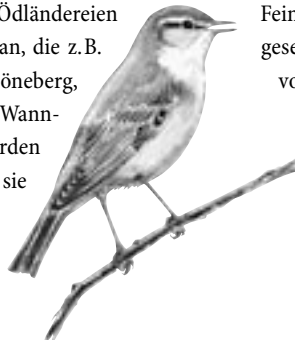 Ödländereien
an, die z. B.
öneberg,
Wann-
rden
sie
Fein
gese
vo